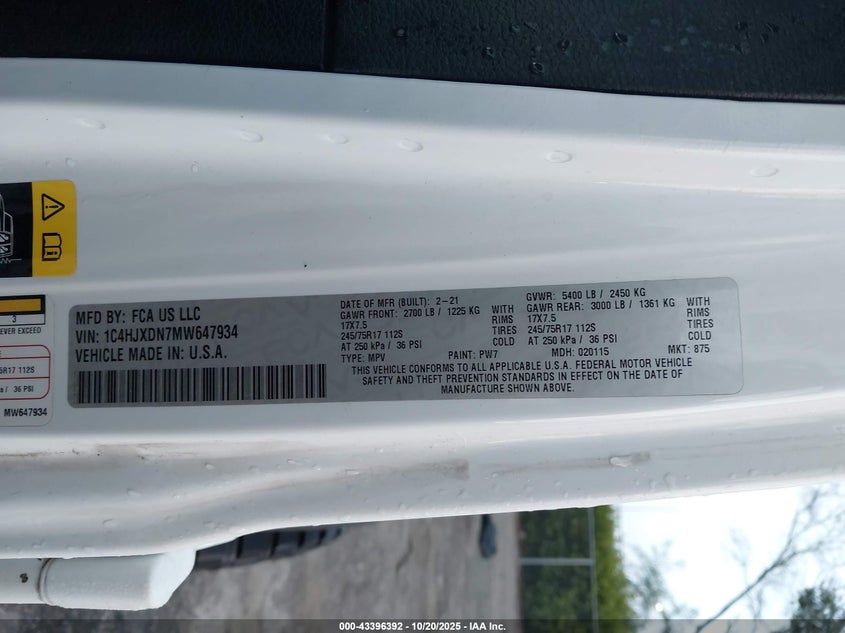 3
EVER EXCEED
5R17 112S
/ 36 PSI
MW647934
MFD BY: FCA US LLC
VIN: 1C4HJXDN7MW647934
VEHICLE MADE IN: U.S.A.
DATE OF MFR (BUILT): 2-21
GAWR FRONT: 2700 LB / 1225 KG WITH
17X7.5 RIMS
245/75R17 112S TIRES
AT 250 kPa / 36 PSI COLD
TYPE: MPV PAINT: PW7
GVWR: 5400 LB / 2450 KG
GAWR REAR: 3000 LB / 1361 KG WITH
17X7.5 RIMS
245/75R17 112S TIRES
AT 250 kPa / 36 PSI COLD
MDH: 020115 MKT: 875
THIS VEHICLE CONFORMS TO ALL APPLICABLE U.S.A. FEDERAL MOTOR VEHICLE
SAFETY AND THEFT PREVENTION STANDARDS IN EFFECT ON THE DATE OF
MANUFACTURE SHOWN ABOVE.
000-43396392 - 10/20/2025 - IAA Inc.